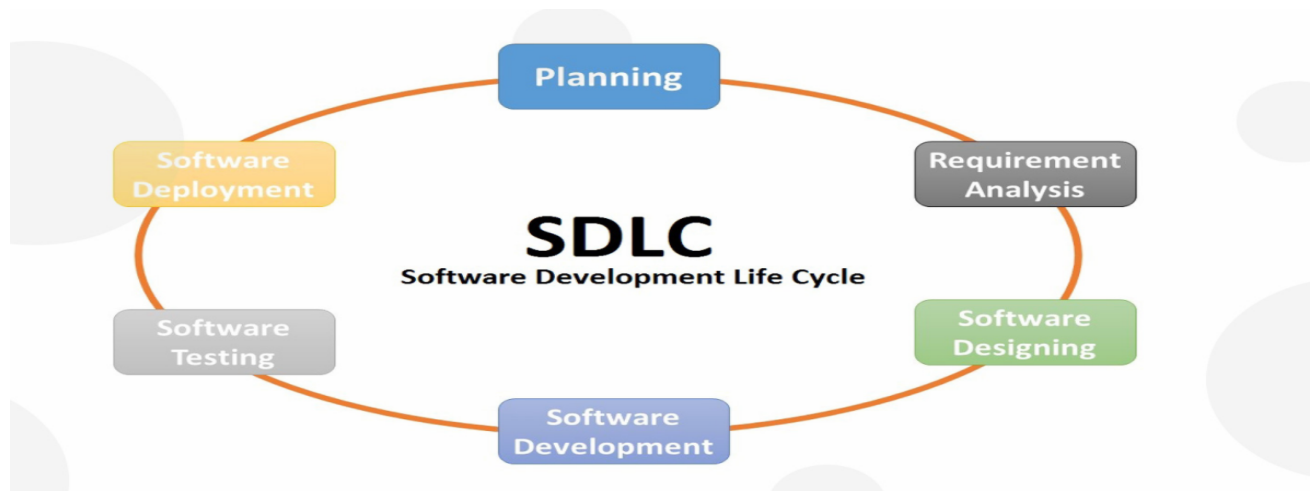 Planning
Requirement
Analysis
Software
Designing
Software
Development
Software
Testing
Software
Deployment
SDLC
Software Development Life Cycle